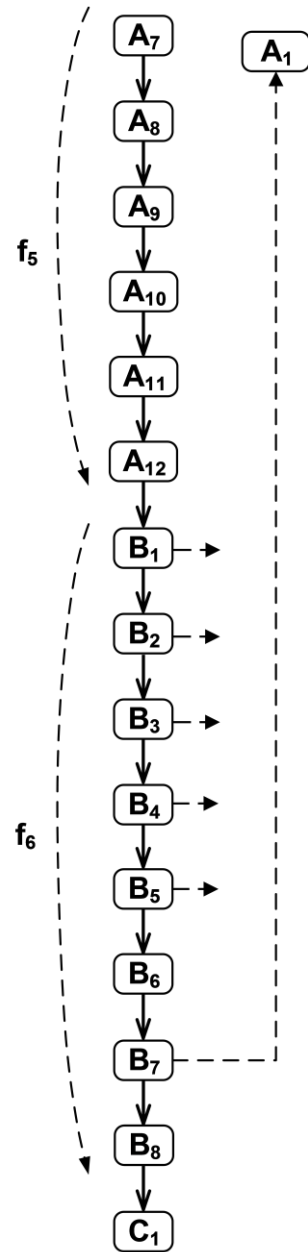 A₇
A₁
A₈
A₉
f₅
A₁₀
A₁₁
A₁₂
B₁
B₂
B₃
f₆
B₄
B₅
B₆
B₇
B₈
C₁